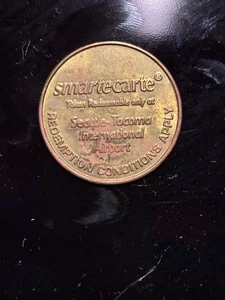 smartecarte®
Token Redeemable only at
Seattle-Tacoma
International
Airport
REDEMPTION CONDITIONS APPLY